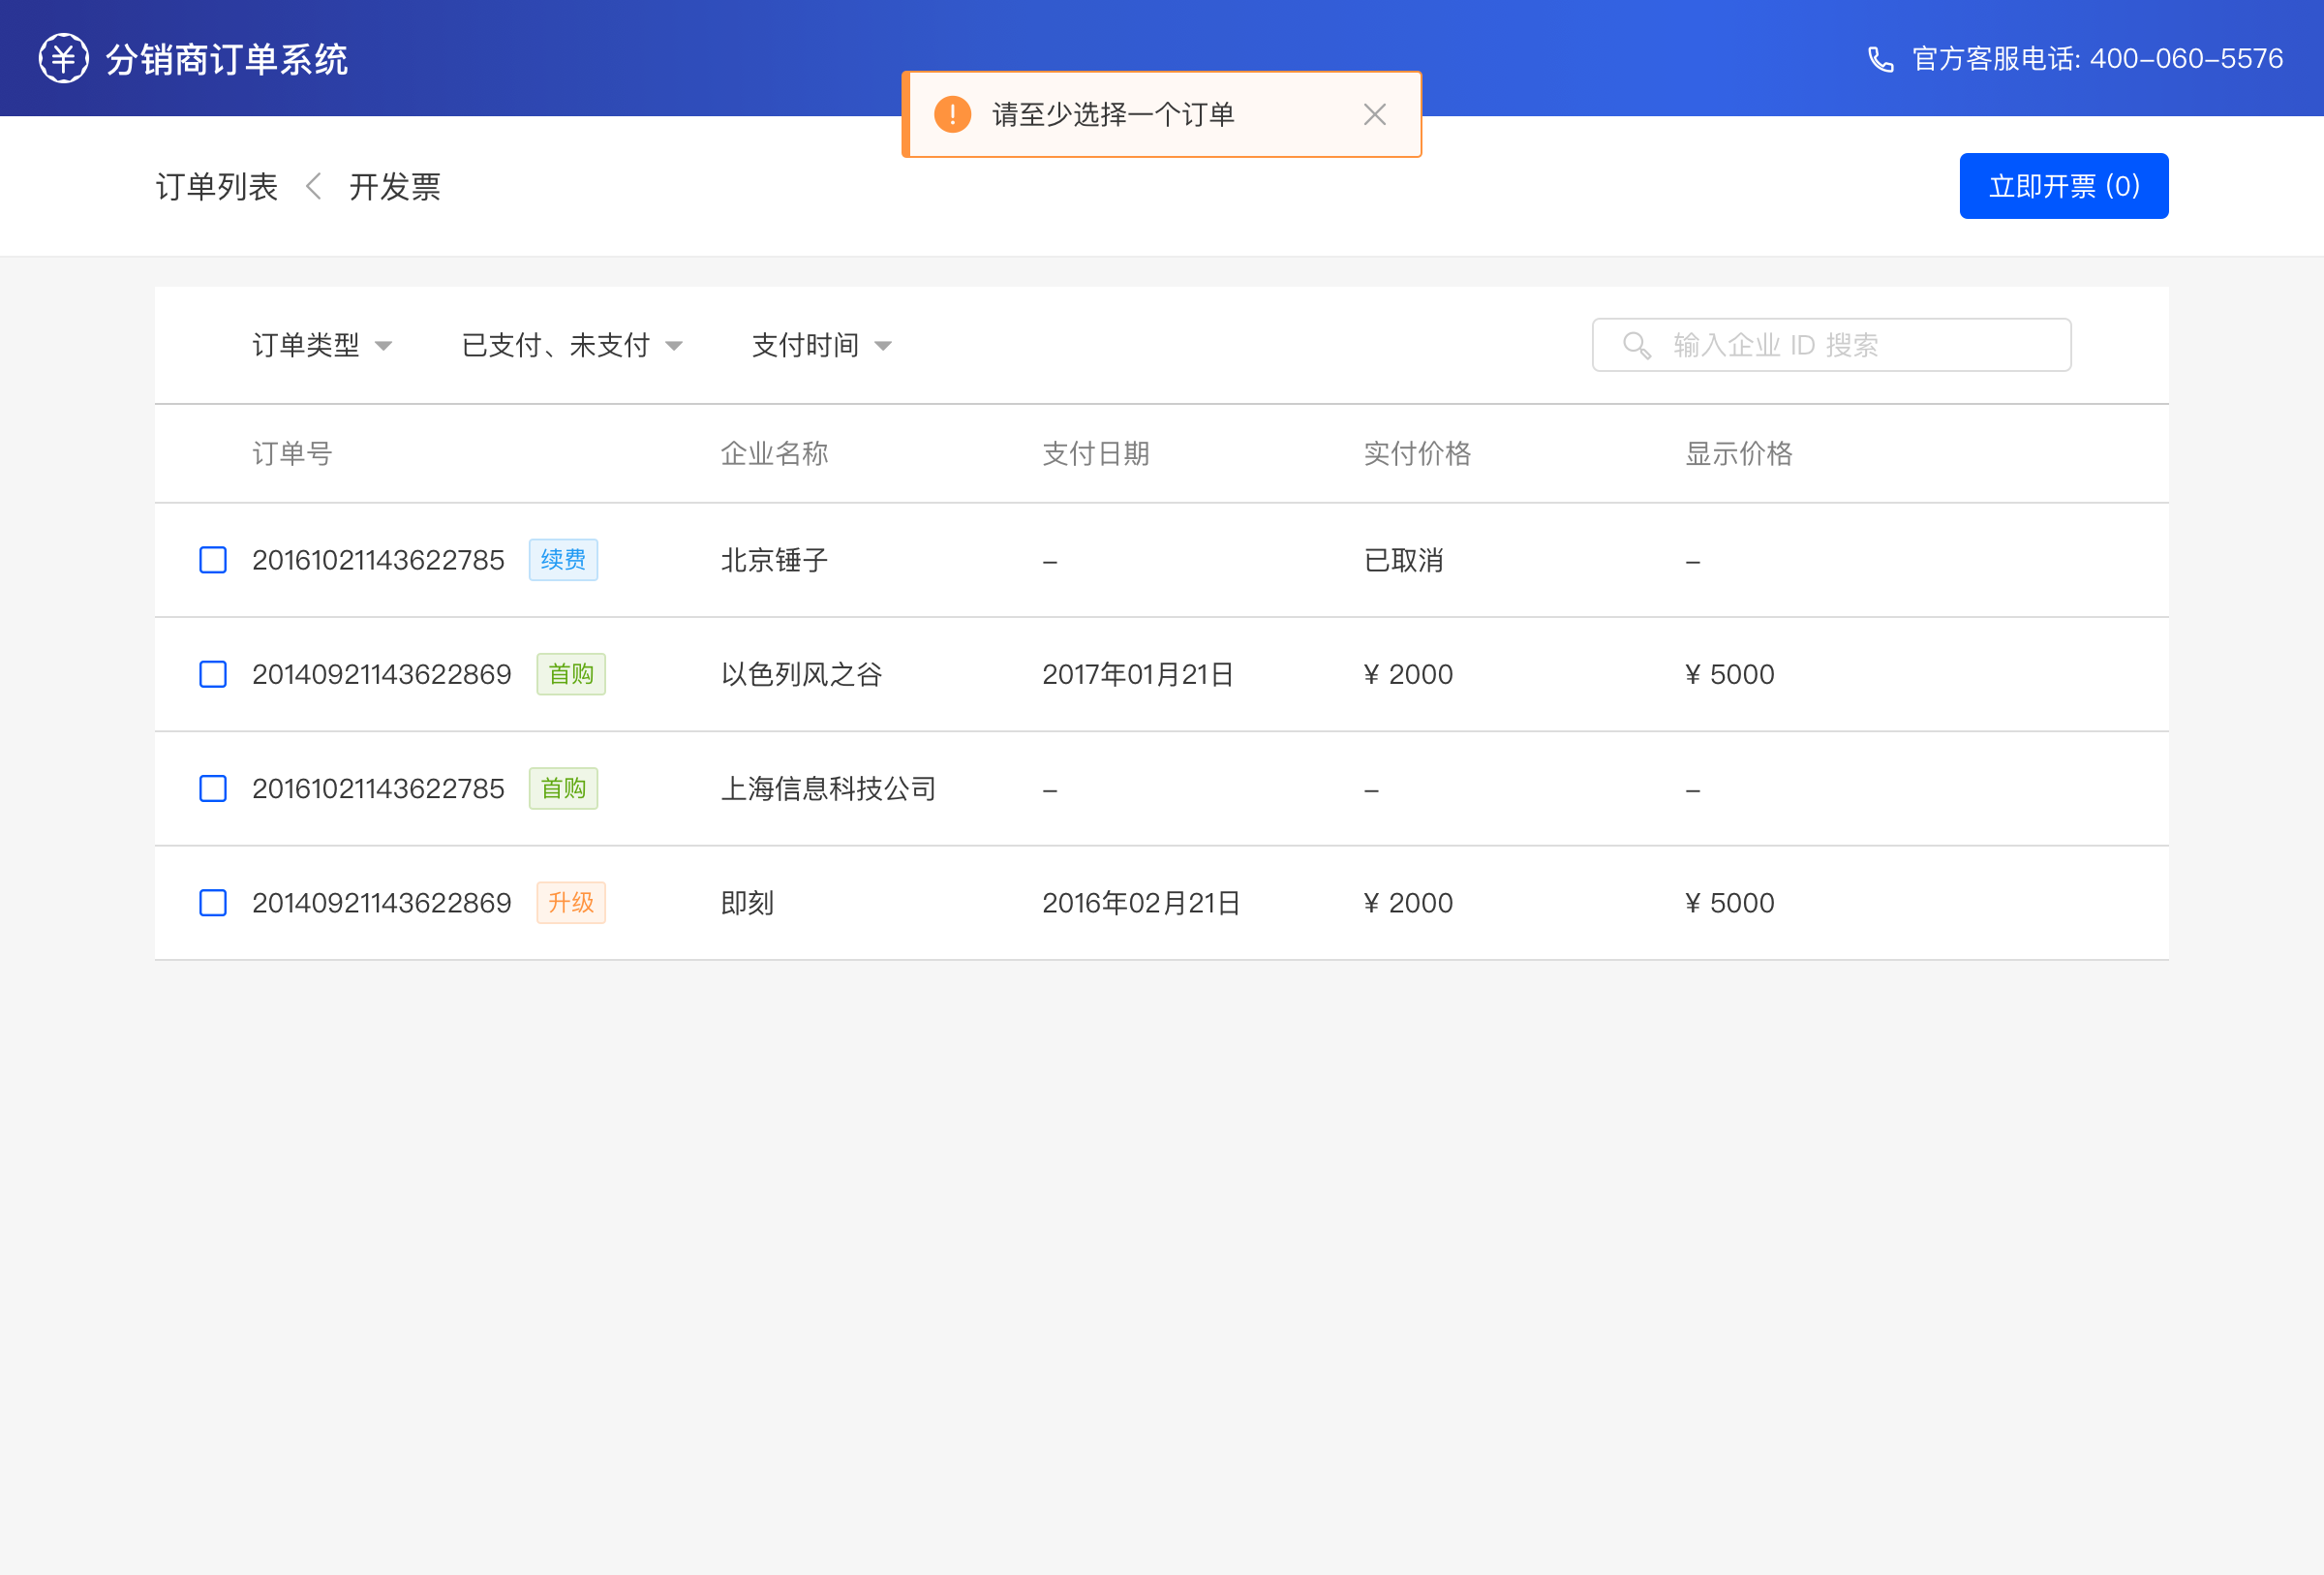 分销商订单系统
官方客服电话: 400-060-5576
请至少选择一个订单
订单列表 开发票
立即开票 (0)
订单类型 已支付、未支付 支付时间 输入企业 ID 搜索
订单号 企业名称 支付日期 实付价格 显示价格
20161021143622785 续费 北京锤子 – 已取消 –
20140921143622869 首购 以色列风之谷 2017年01月21日 ¥ 2000 ¥ 5000
20161021143622785 首购 上海信息科技公司 – – –
20140921143622869 升级 即刻 2016年02月21日 ¥ 2000 ¥ 5000